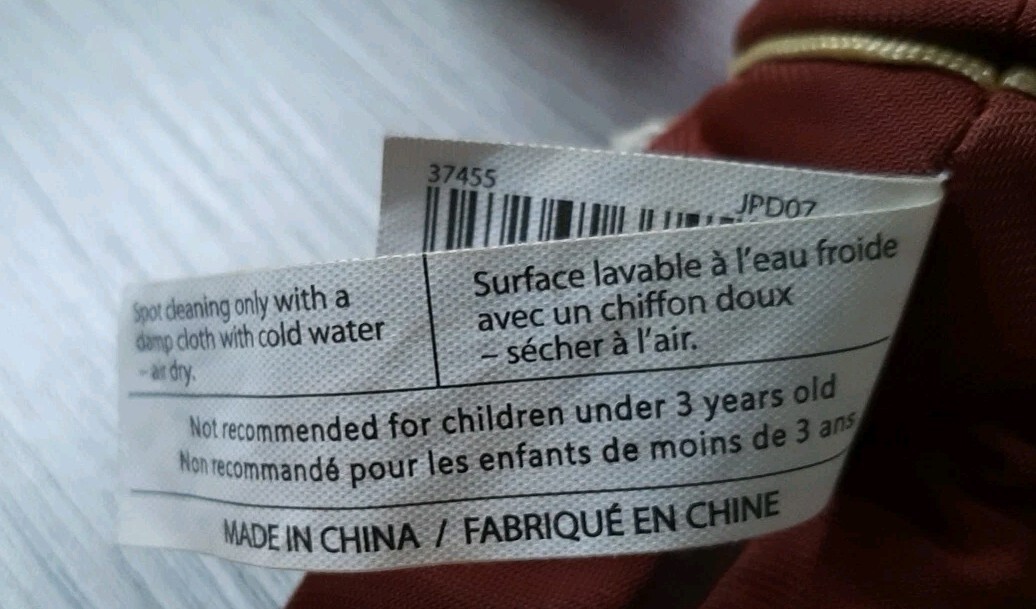 37455
JPD07
Spot cleaning only with a
damp cloth with cold water
– air dry.
Surface lavable à l'eau froide
avec un chiffon doux
– sécher à l'air.
Not recommended for children under 3 years old
Non recommandé pour les enfants de moins de 3 ans
MADE IN CHINA / FABRIQUÉ EN CHINE